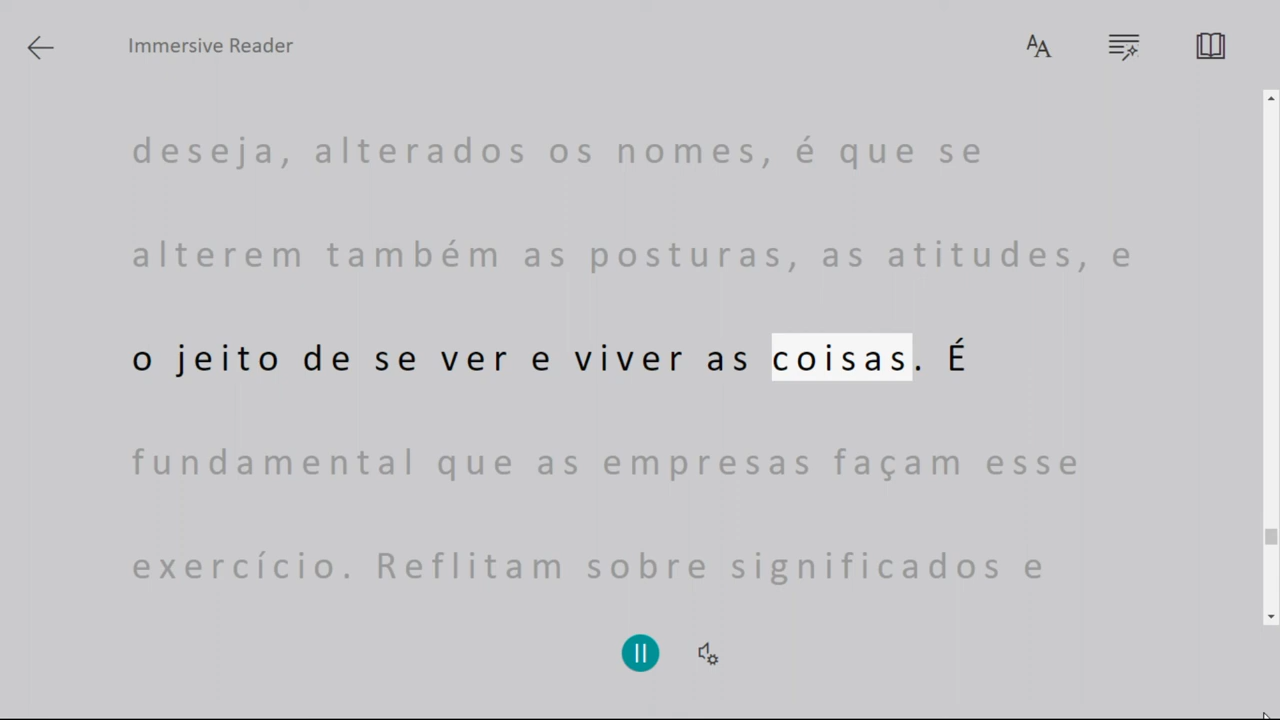 Immersive Reader
deseja, alterados os nomes, é que se
alterem também as posturas, as atitudes, e
o jeito de se ver e viver as coisas. É
fundamental que as empresas façam esse
exercício. Reflitam sobre significados e